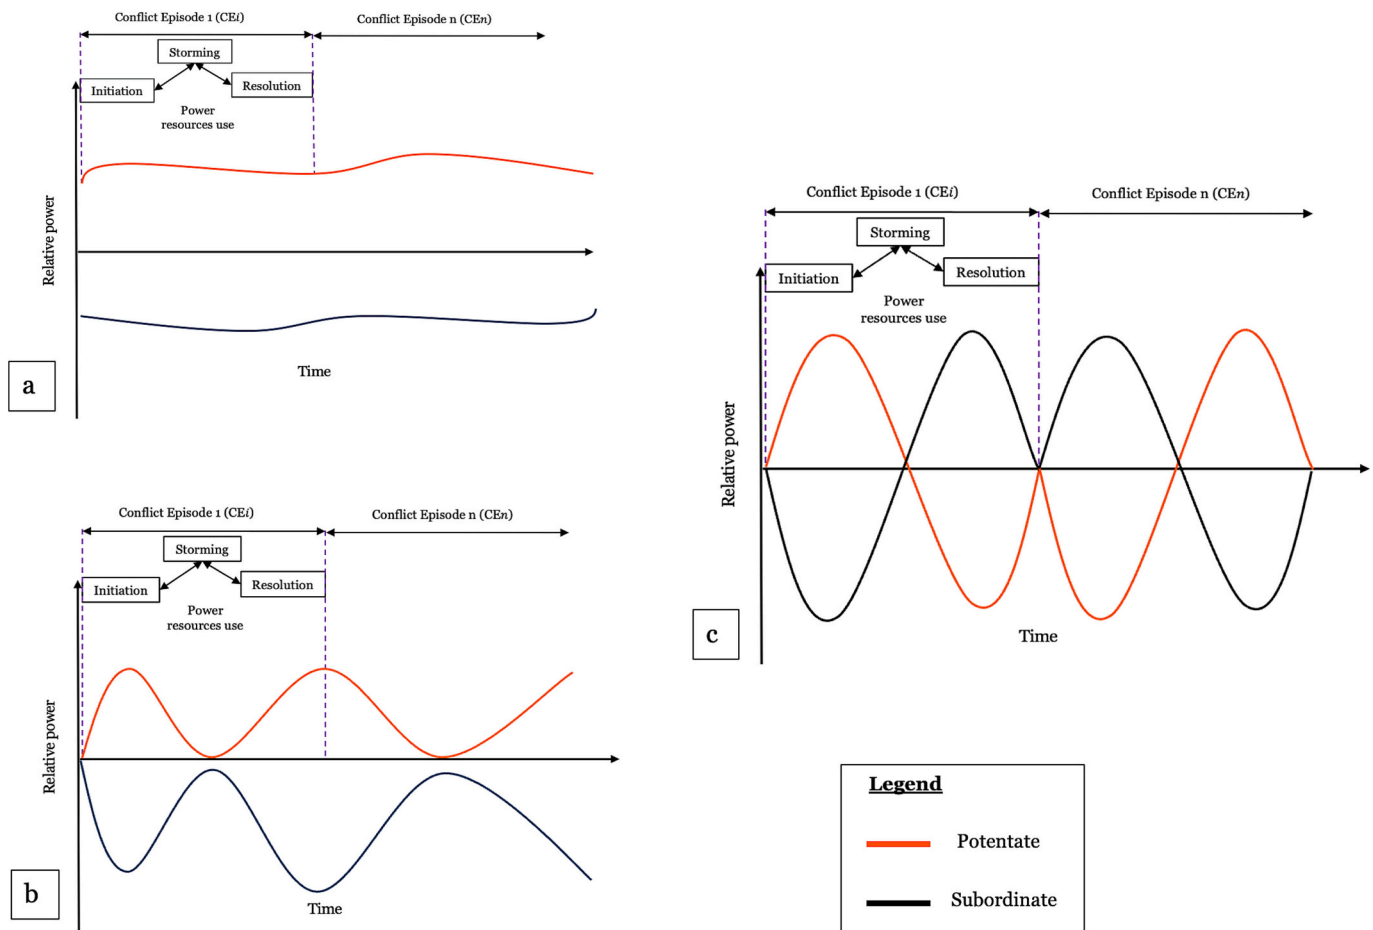 Conflict Episode 1 (CEi)
Conflict Episode n (CEn)
Storming
Initiation
Resolution
Power
resources use
Relative power
Time
a
Conflict Episode 1 (CEi)
Conflict Episode n (CEn)
Storming
Initiation
Resolution
Power
resources use
Relative power
Time
b
Conflict Episode 1 (CEi)
Conflict Episode n (CEn)
Storming
Initiation
Resolution
Power
resources use
Relative power
Time
c
Legend
Potentate
Subordinate